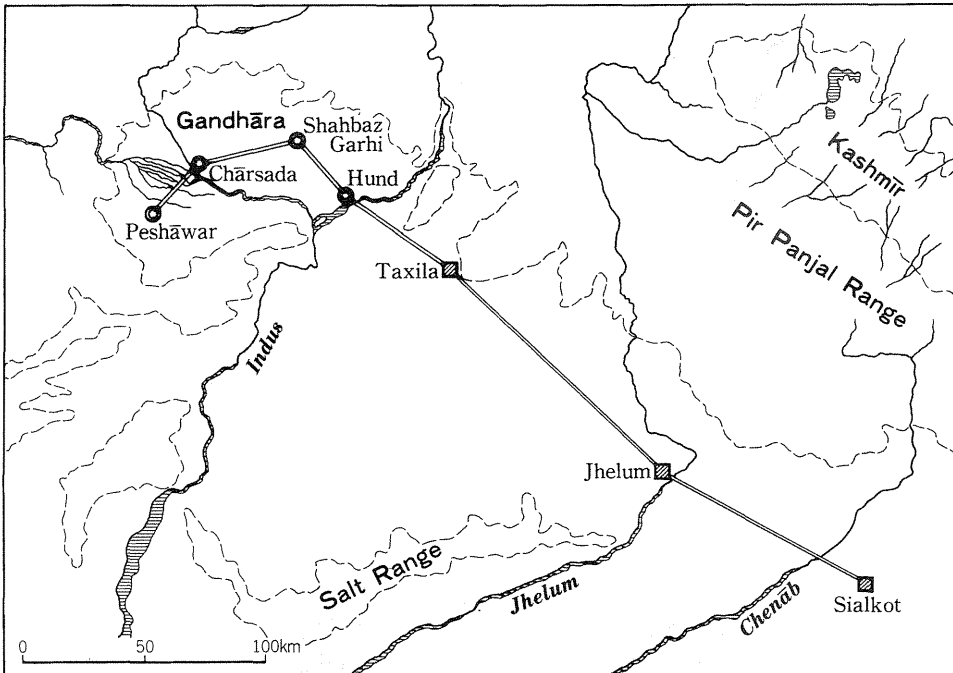 Gandhāra
Shahbaz
Garhi
Chārsada
Hund
Peshāwar
Taxila
Kashmīr
Pir Panjal Range
Indus
Jhelum
Salt Range
Jhelum
Chenāb
Sialkot
0 50 100km